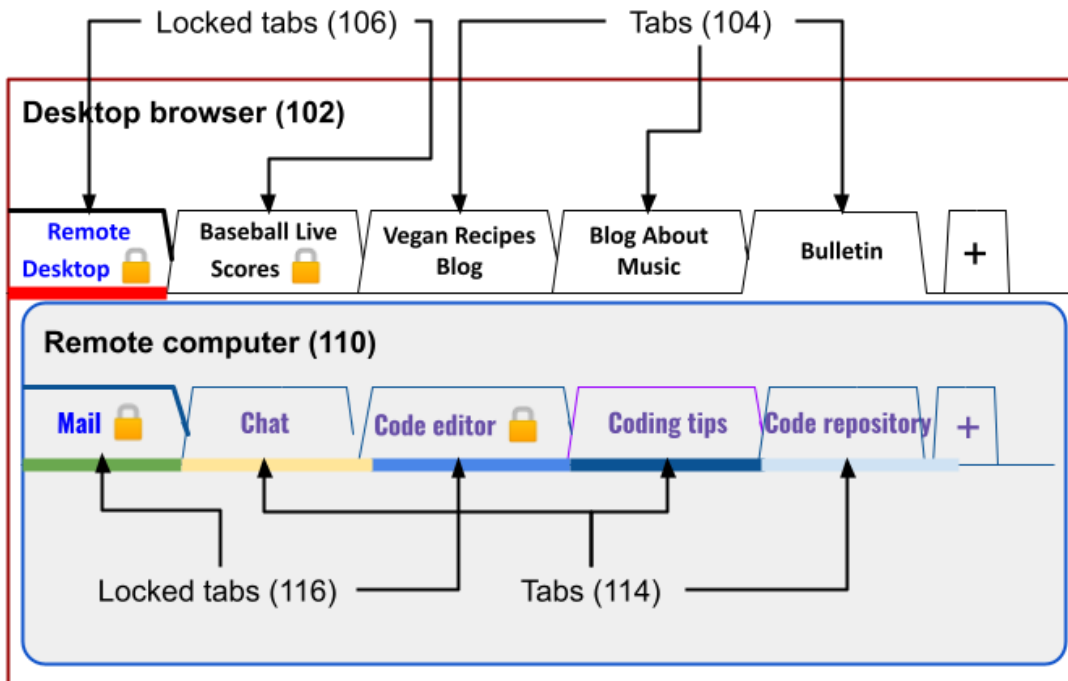 Locked tabs (106)
Tabs (104)
Desktop browser (102)
Remote
Desktop
Baseball Live
Scores
Vegan Recipes
Blog
Blog About
Music
Bulletin
+
Remote computer (110)
Mail
Chat
Code editor
Coding tips
Code repository
+
Locked tabs (116)
Tabs (114)